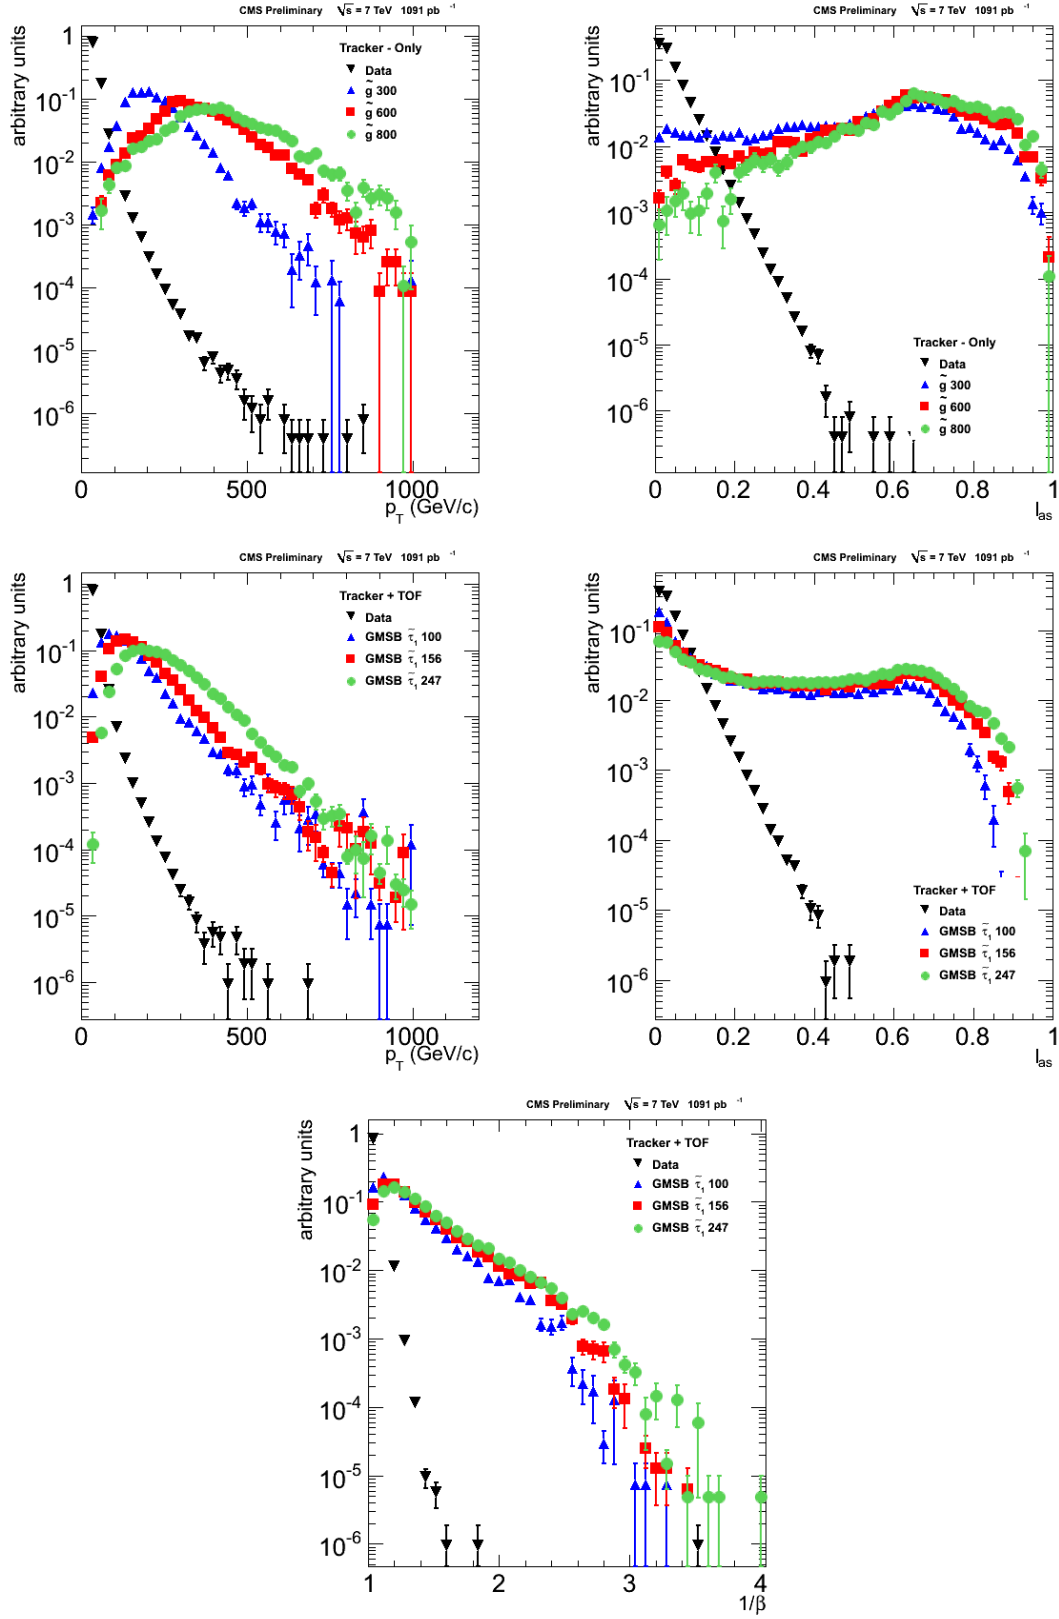 CMS Preliminary √s = 7 TeV 1091 pb⁻¹
arbitrary units
1
10⁻¹
10⁻²
10⁻³
10⁻⁴
10⁻⁵
10⁻⁶
Tracker - Only
Data
g̃ 300
g̃ 600
g̃ 800
0 500 1000
p_T (GeV/c)
CMS Preliminary √s = 7 TeV 1091 pb⁻¹
arbitrary units
10⁻¹
10⁻²
10⁻³
10⁻⁴
10⁻⁵
10⁻⁶
Tracker - Only
Data
g̃ 300
g̃ 600
g̃ 800
0 0.2 0.4 0.6 0.8 1
I_as
CMS Preliminary √s = 7 TeV 1091 pb⁻¹
arbitrary units
1
10⁻¹
10⁻²
10⁻³
10⁻⁴
10⁻⁵
10⁻⁶
Tracker + TOF
Data
GMSB τ̃₁ 100
GMSB τ̃₁ 156
GMSB τ̃₁ 247
0 500 1000
p_T (GeV/c)
CMS Preliminary √s = 7 TeV 1091 pb⁻¹
arbitrary units
10⁻¹
10⁻²
10⁻³
10⁻⁴
10⁻⁵
10⁻⁶
Tracker + TOF
Data
GMSB τ̃₁ 100
GMSB τ̃₁ 156
GMSB τ̃₁ 247
0 0.2 0.4 0.6 0.8 1
I_as
CMS Preliminary √s = 7 TeV 1091 pb⁻¹
arbitrary units
1
10⁻¹
10⁻²
10⁻³
10⁻⁴
10⁻⁵
10⁻⁶
Tracker + TOF
Data
GMSB τ̃₁ 100
GMSB τ̃₁ 156
GMSB τ̃₁ 247
1 2 3 4
1/β